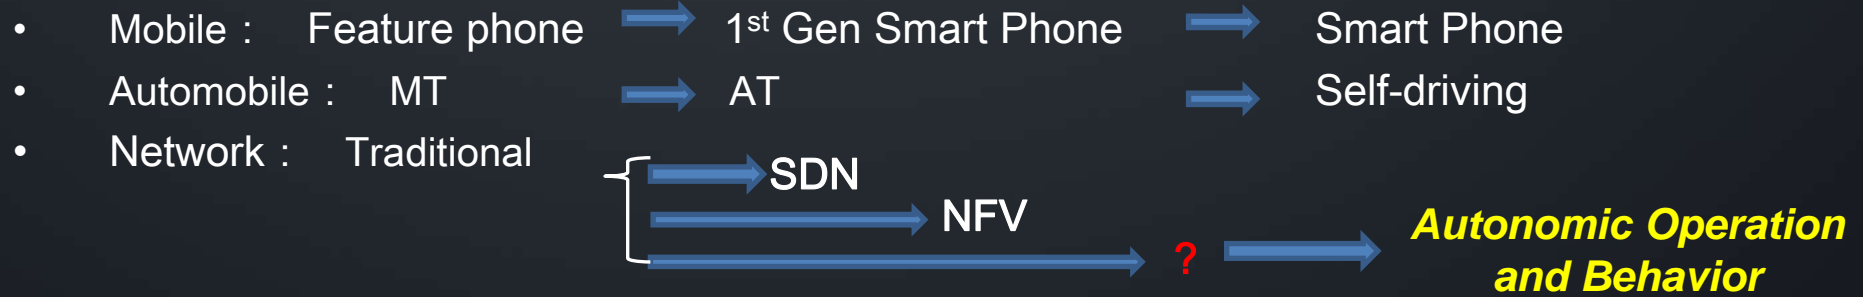 • Mobile： Feature phone 1st Gen Smart Phone Smart Phone
• Automobile： MT AT Self-driving
• Network： Traditional
SDN
NFV
？
Autonomic Operation
and Behavior